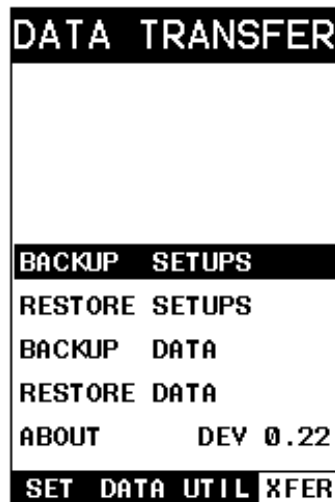 DATA TRANSFER
BACKUP SETUPS
RESTORE SETUPS
BACKUP DATA
RESTORE DATA
ABOUT DEV 0.22
SET DATA UTIL XFER